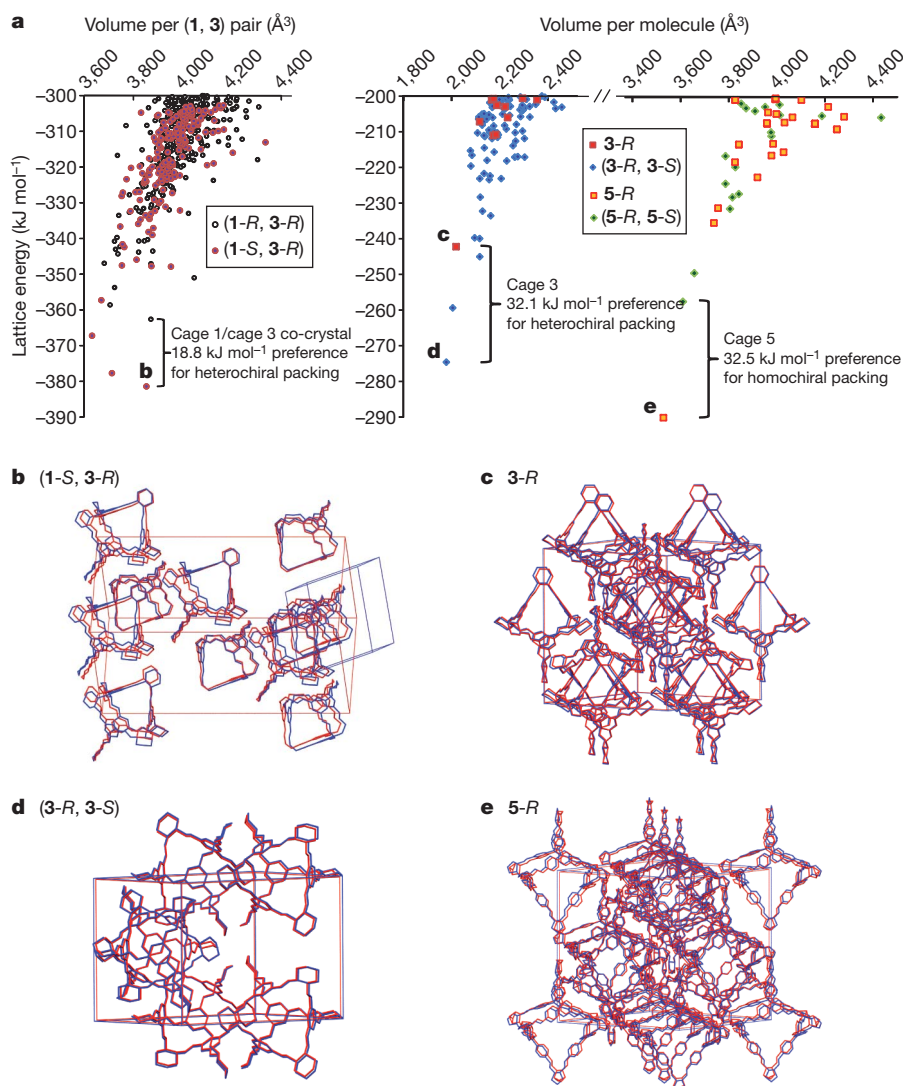 a
Volume per (1, 3) pair (Å³)
Volume per molecule (Å³)
3,600 3,800 4,000 4,200 4,400
1,800 2,000 2,200 2,400 // 3,400 3,600 3,800 4,000 4,200 4,400
Lattice energy (kJ mol⁻¹)
−300
−310
−320
−330
−340
−350
−360
−370
−380
−390
(1-R, 3-R)
(1-S, 3-R)
b
Cage 1/cage 3 co-crystal
18.8 kJ mol⁻¹ preference
for heterochiral packing
−200
−210
−220
−230
−240
−250
−260
−270
−280
−290
3-R
(3-R, 3-S)
5-R
(5-R, 5-S)
c
d
Cage 3
32.1 kJ mol⁻¹ preference
for heterochiral packing
Cage 5
32.5 kJ mol⁻¹ preference
for homochiral packing
e
b (1-S, 3-R)
c 3-R
d (3-R, 3-S)
e 5-R